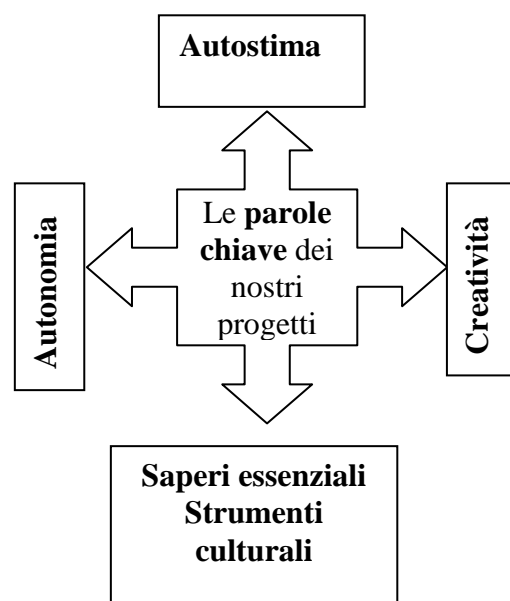 Autostima
Autonomia
Le parole
chiave dei
nostri
progetti
Creatività
Saperi essenziali
Strumenti
culturali